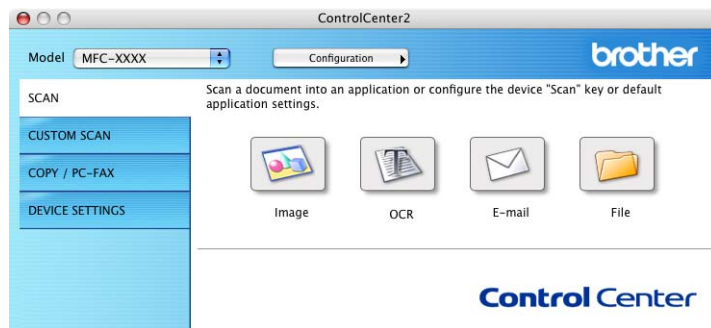 ControlCenter2
Model MFC-XXXX Configuration brother
SCAN
CUSTOM SCAN
COPY / PC-FAX
DEVICE SETTINGS
Scan a document into an application or configure the device "Scan" key or default
application settings.
Image OCR E-mail File
Control Center